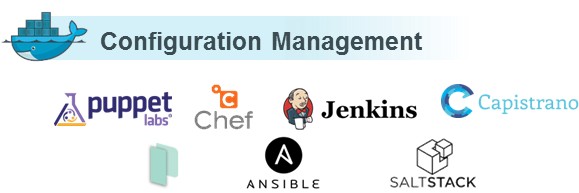 Configuration Management
puppet
labs®
Chef
Jenkins
Capistrano
ANSIBLE
SALTSTACK